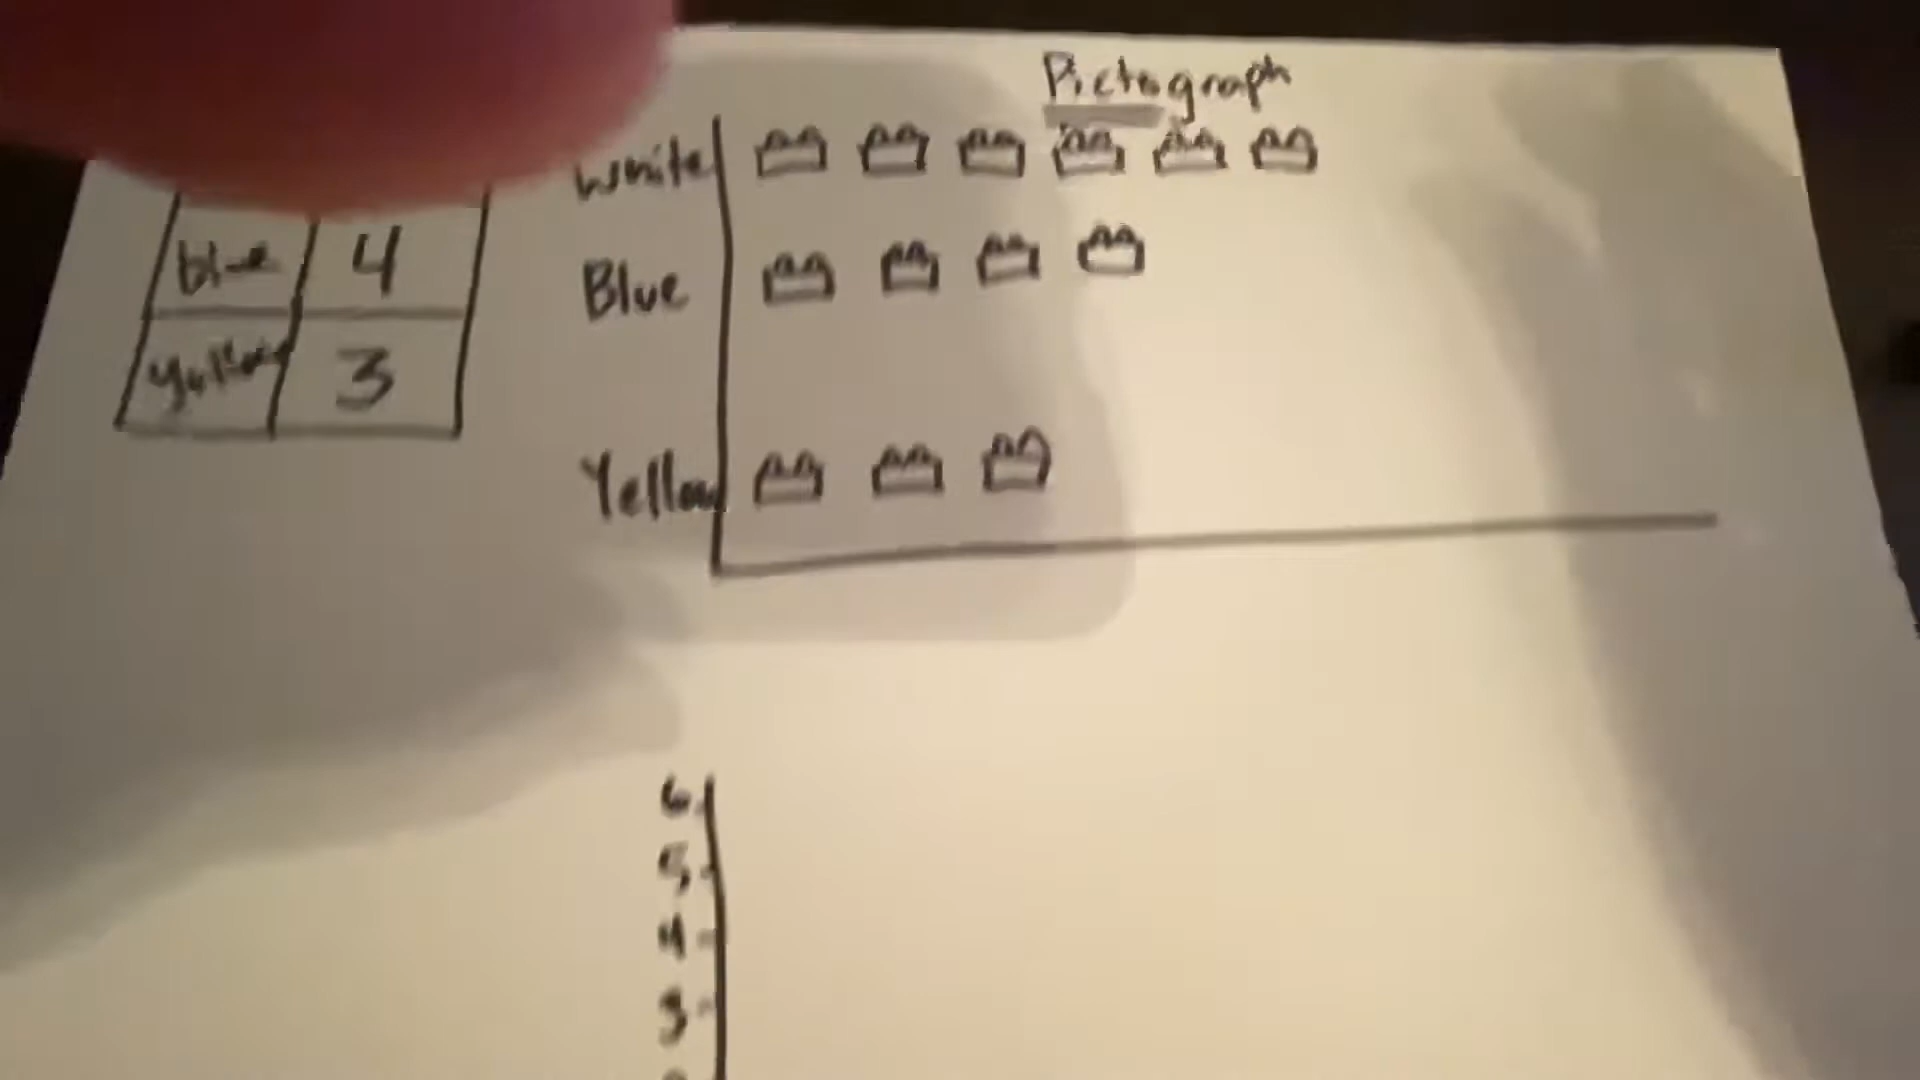 Pictograph
White
blue 4
Blue
yellow 3
Yellow
6
5
4
3